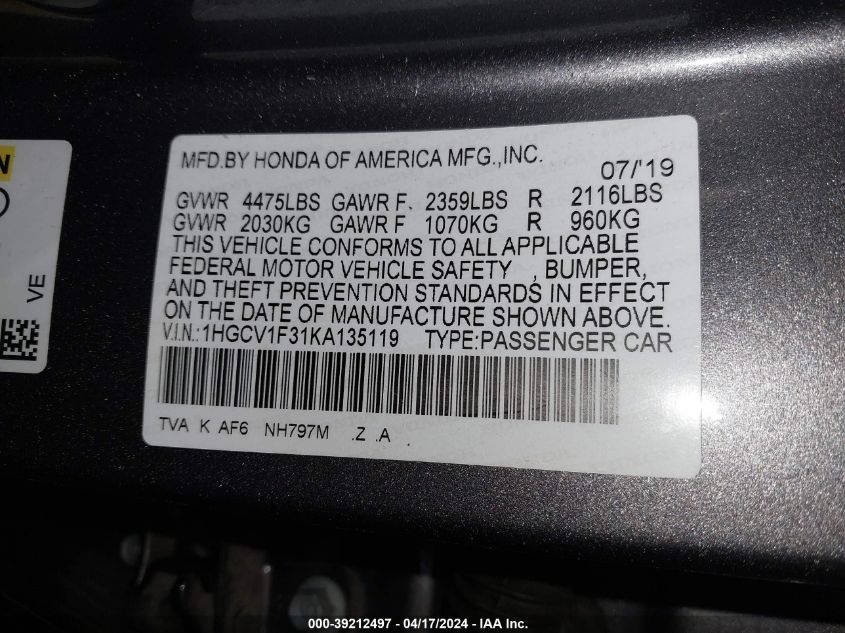 MFD.BY HONDA OF AMERICA MFG.,INC.
07/'19
GVWR 4475LBS GAWR F. 2359LBS R 2116LBS
GVWR 2030KG GAWR F 1070KG R 960KG
THIS VEHICLE CONFORMS TO ALL APPLICABLE
FEDERAL MOTOR VEHICLE SAFETY , BUMPER,
AND THEFT PREVENTION STANDARDS IN EFFECT
ON THE DATE OF MANUFACTURE SHOWN ABOVE.
V.I.N.:1HGCV1F31KA135119 TYPE:PASSENGER CAR
TVA K AF6 NH797M .Z .A
N
VE
000-39212497 - 04/17/2024 - IAA Inc.